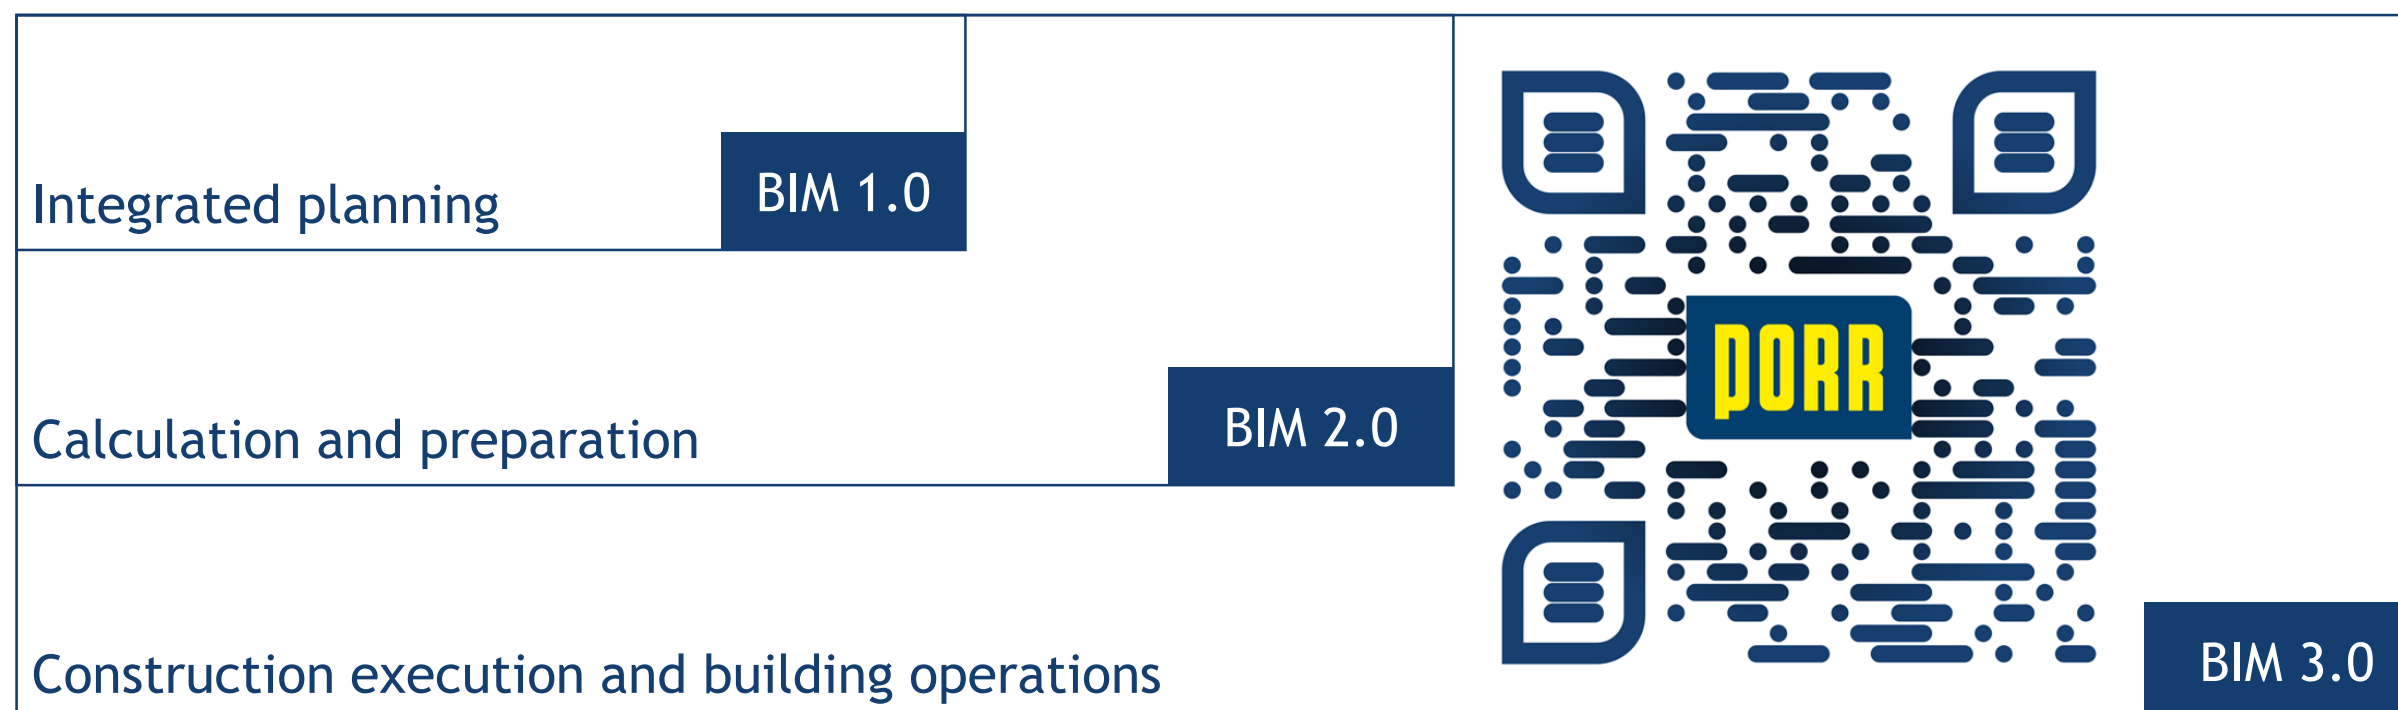 Integrated planning
BIM 1.0
Calculation and preparation
BIM 2.0
PORR
Construction execution and building operations
BIM 3.0